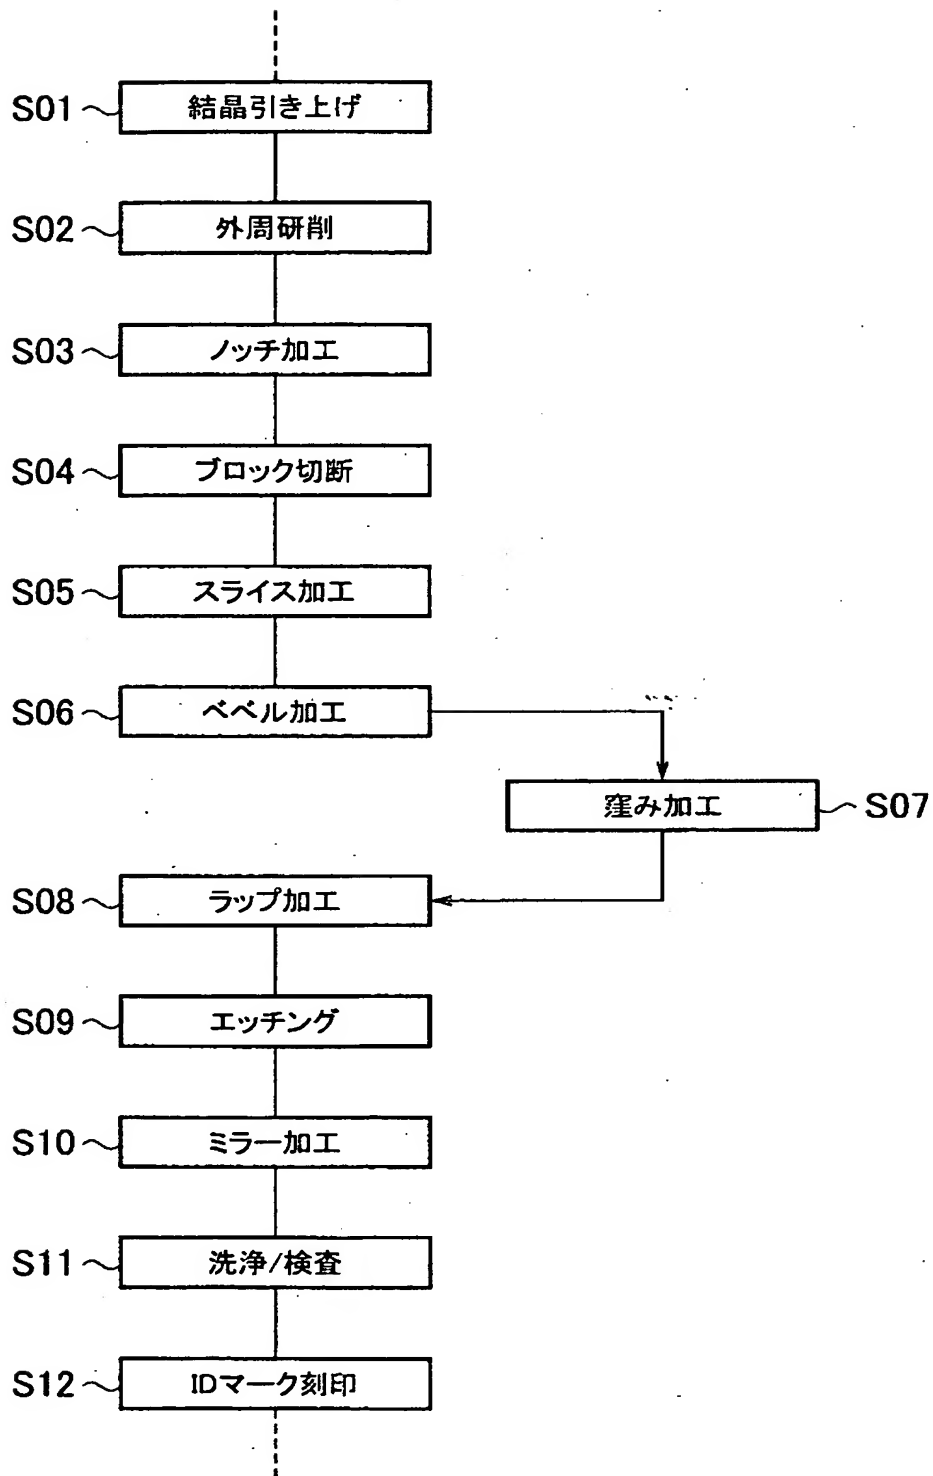 S01 結晶引き上げ
S02 外周研削
S03 ノッチ加工
S04 ブロック切断
S05 スライス加工
S06 ベベル加工
窪み加工 S07
S08 ラップ加工
S09 エッチング
S10 ミラー加工
S11 洗浄/検査
S12 IDマーク刻印